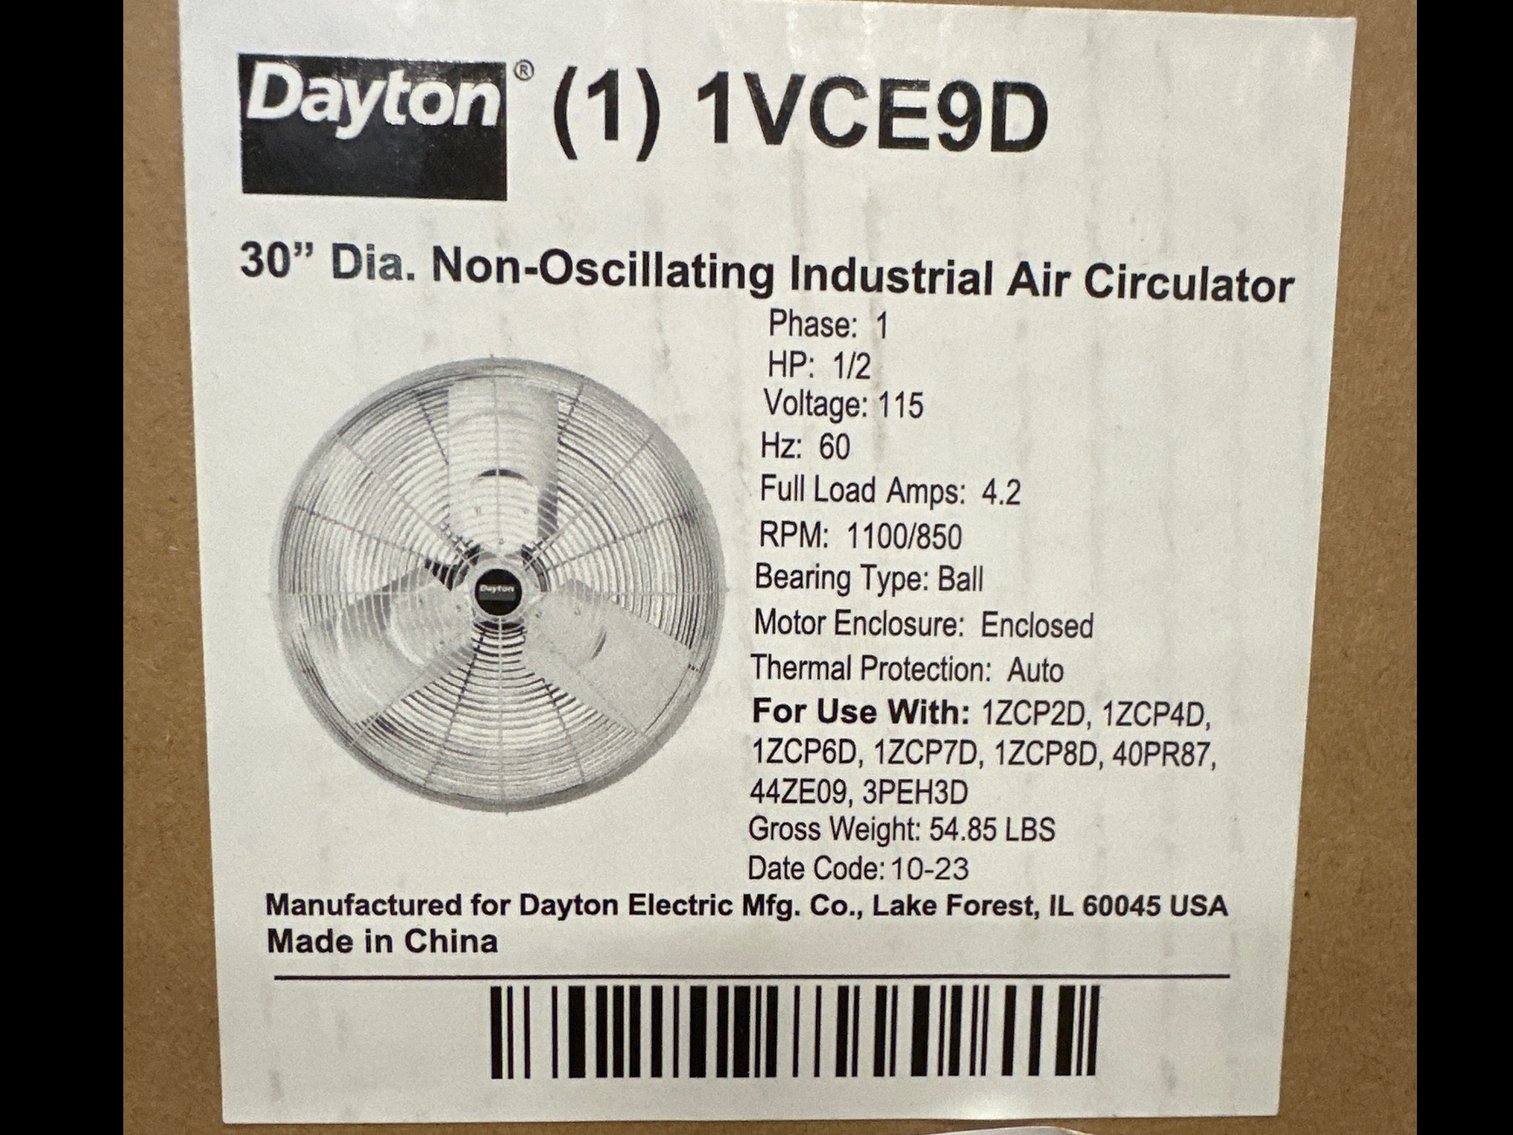 Dayton® (1) 1VCE9D
30” Dia. Non-Oscillating Industrial Air Circulator
Phase: 1
HP: 1/2
Voltage: 115
Hz: 60
Full Load Amps: 4.2
RPM: 1100/850
Bearing Type: Ball
Motor Enclosure: Enclosed
Thermal Protection: Auto
For Use With: 1ZCP2D, 1ZCP4D,
1ZCP6D, 1ZCP7D, 1ZCP8D, 40PR87,
44ZE09, 3PEH3D
Gross Weight: 54.85 LBS
Date Code: 10-23
Dayton
Manufactured for Dayton Electric Mfg. Co., Lake Forest, IL 60045 USA
Made in China